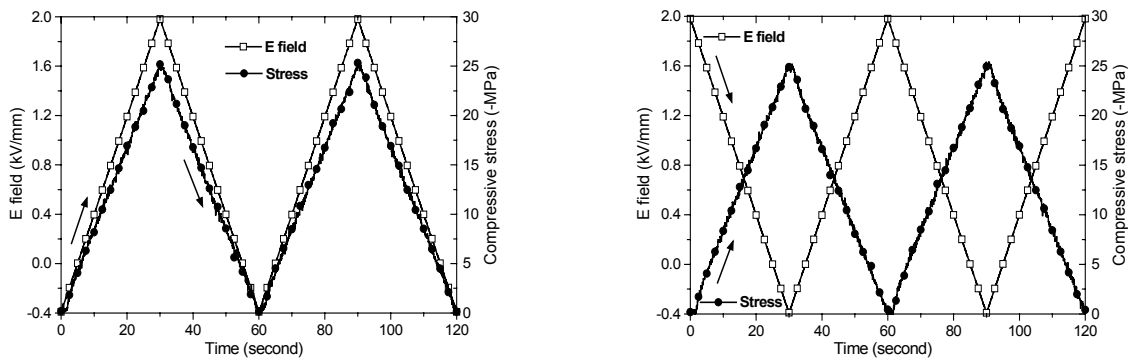 2.0
1.6
1.2
0.8
0.4
0.0
-0.4
E field (kV/mm)
E field
Stress
30
25
20
15
10
5
0
Compressive stress (-MPa)
0 20 40 60 80 100 120
Time (second)
2.0
1.6
1.2
0.8
0.4
0.0
-0.4
E field (kV/mm)
E field
Stress
30
25
20
15
10
5
0
Compressive stress (-MPa)
0 20 40 60 80 100 120
Time (second)